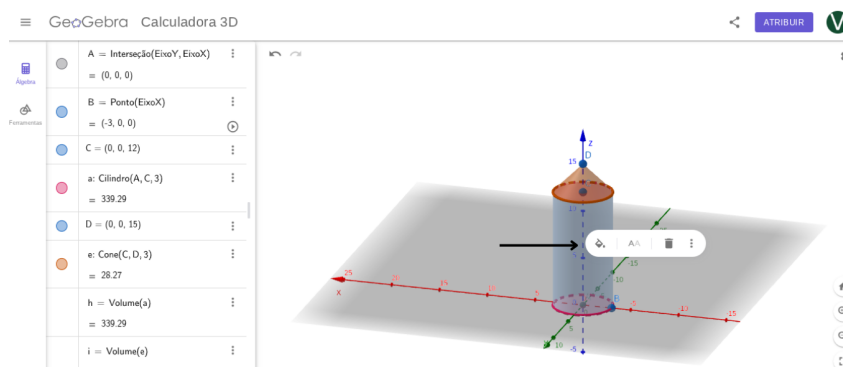 GeoGebra Calculadora 3D
ATRIBUIR
V
Álgebra
Ferramentas
A = Interseção(EixoY, EixoX)
= (0, 0, 0)
B = Ponto(EixoX)
= (-3, 0, 0)
C = (0, 0, 12)
a: Cilindro(A, C, 3)
= 339.29
D = (0, 0, 15)
e: Cone(C, D, 3)
= 28.27
h = Volume(a)
= 339.29
i = Volume(e)
z
15
D
10
AA
-15
-10
25
20
15
10
5
x
B
-5
-10
-15
5
10
-5